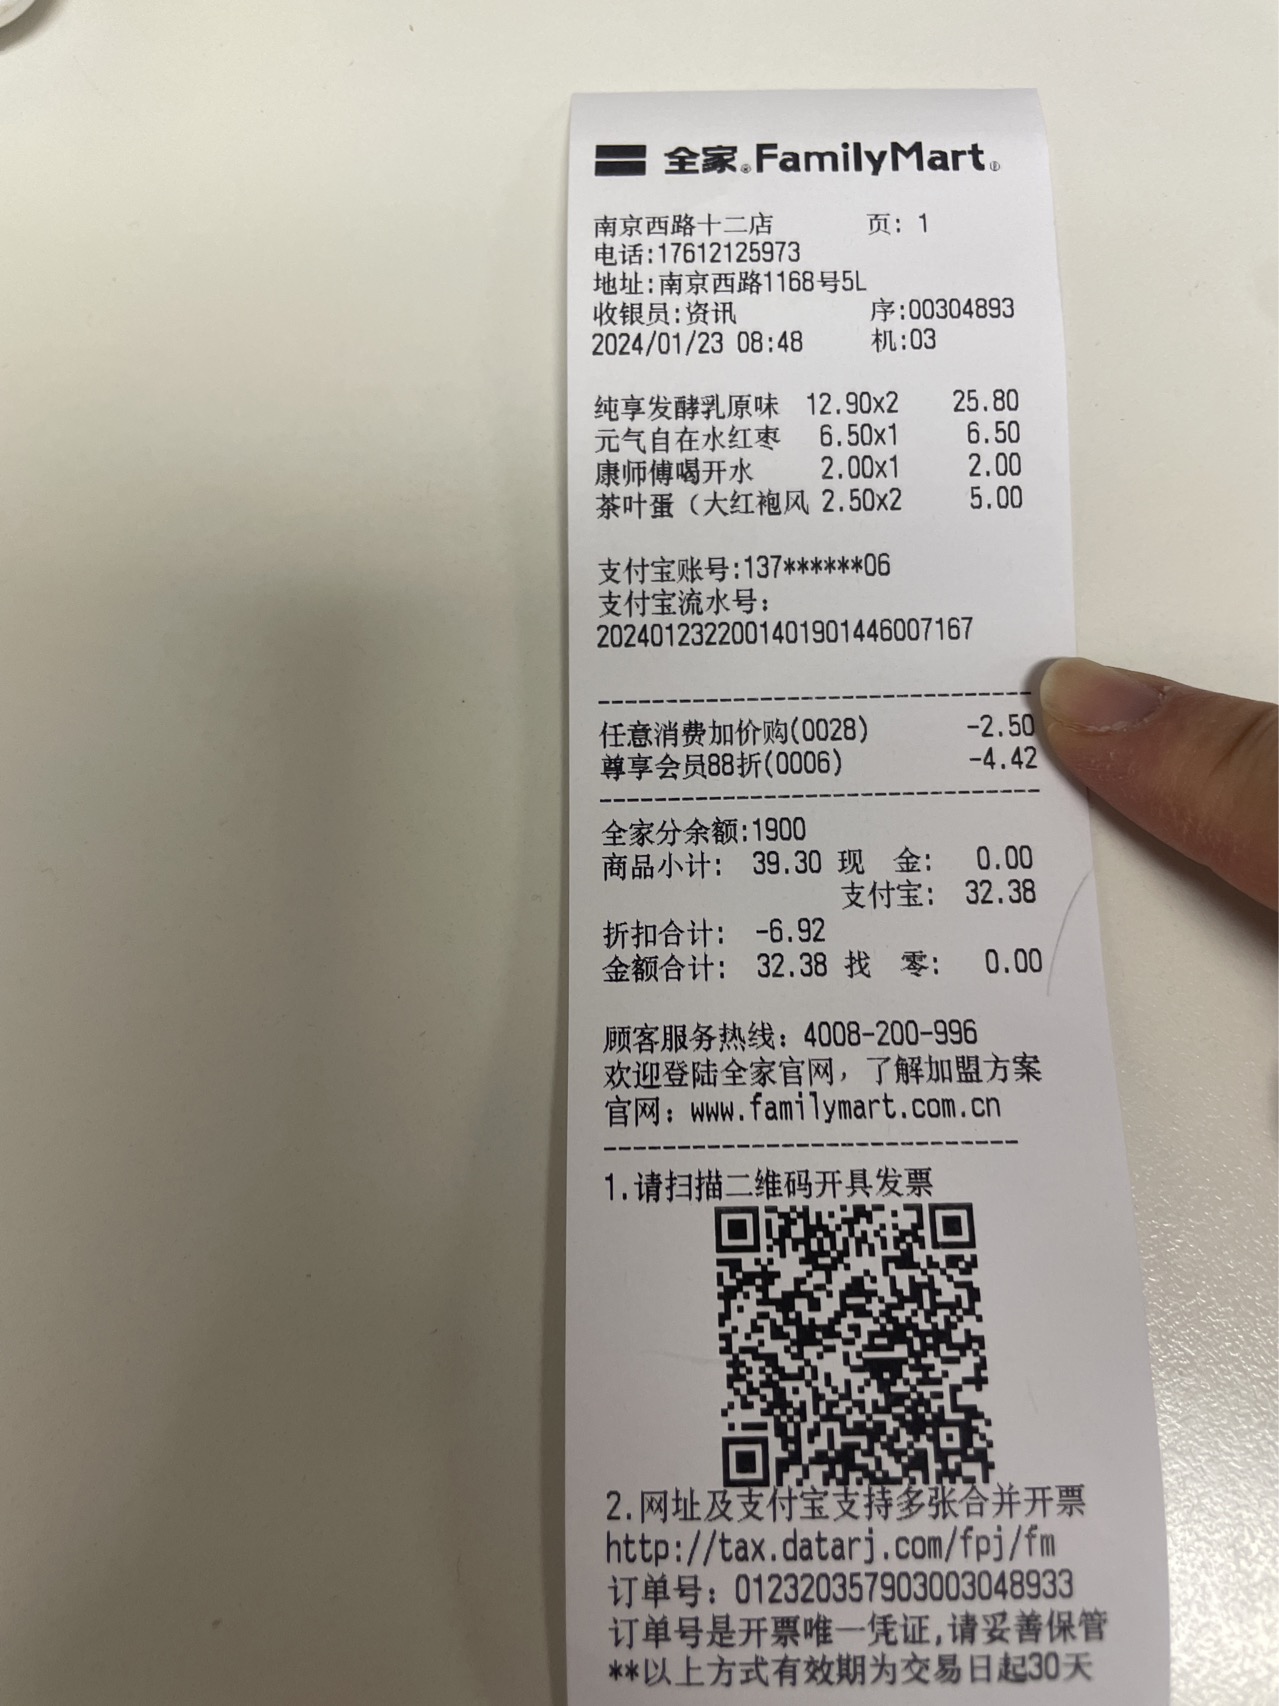 全家®FamilyMart®
南京西路十二店 页: 1
电话:17612125973
地址:南京西路1168号5L
收银员:资讯 序:00304893
2024/01/23 08:48 机:03
纯享发酵乳原味 12.90x2 25.80
元气自在水红枣 6.50x1 6.50
康师傅喝开水 2.00x1 2.00
茶叶蛋（大红袍风 2.50x2 5.00
支付宝账号:137******06
支付宝流水号:
2024012322001401901446007167
--------------------------------
任意消费加价购(0028) -2.50
尊享会员88折(0006) -4.42
--------------------------------
全家分余额:1900
商品小计: 39.30 现 金: 0.00
支付宝: 32.38
折扣合计: -6.92
金额合计: 32.38 找 零: 0.00
顾客服务热线: 4008-200-996
欢迎登陆全家官网，了解加盟方案
官网: www.familymart.com.cn
------------------------------
1.请扫描二维码开具发票
2.网址及支付宝支持多张合并开票
http://tax.datarj.com/fpj/fm
订单号: 0123203579030030​48933
订单号是开票唯一凭证,请妥善保管
**以上方式有效期为交易日起30天